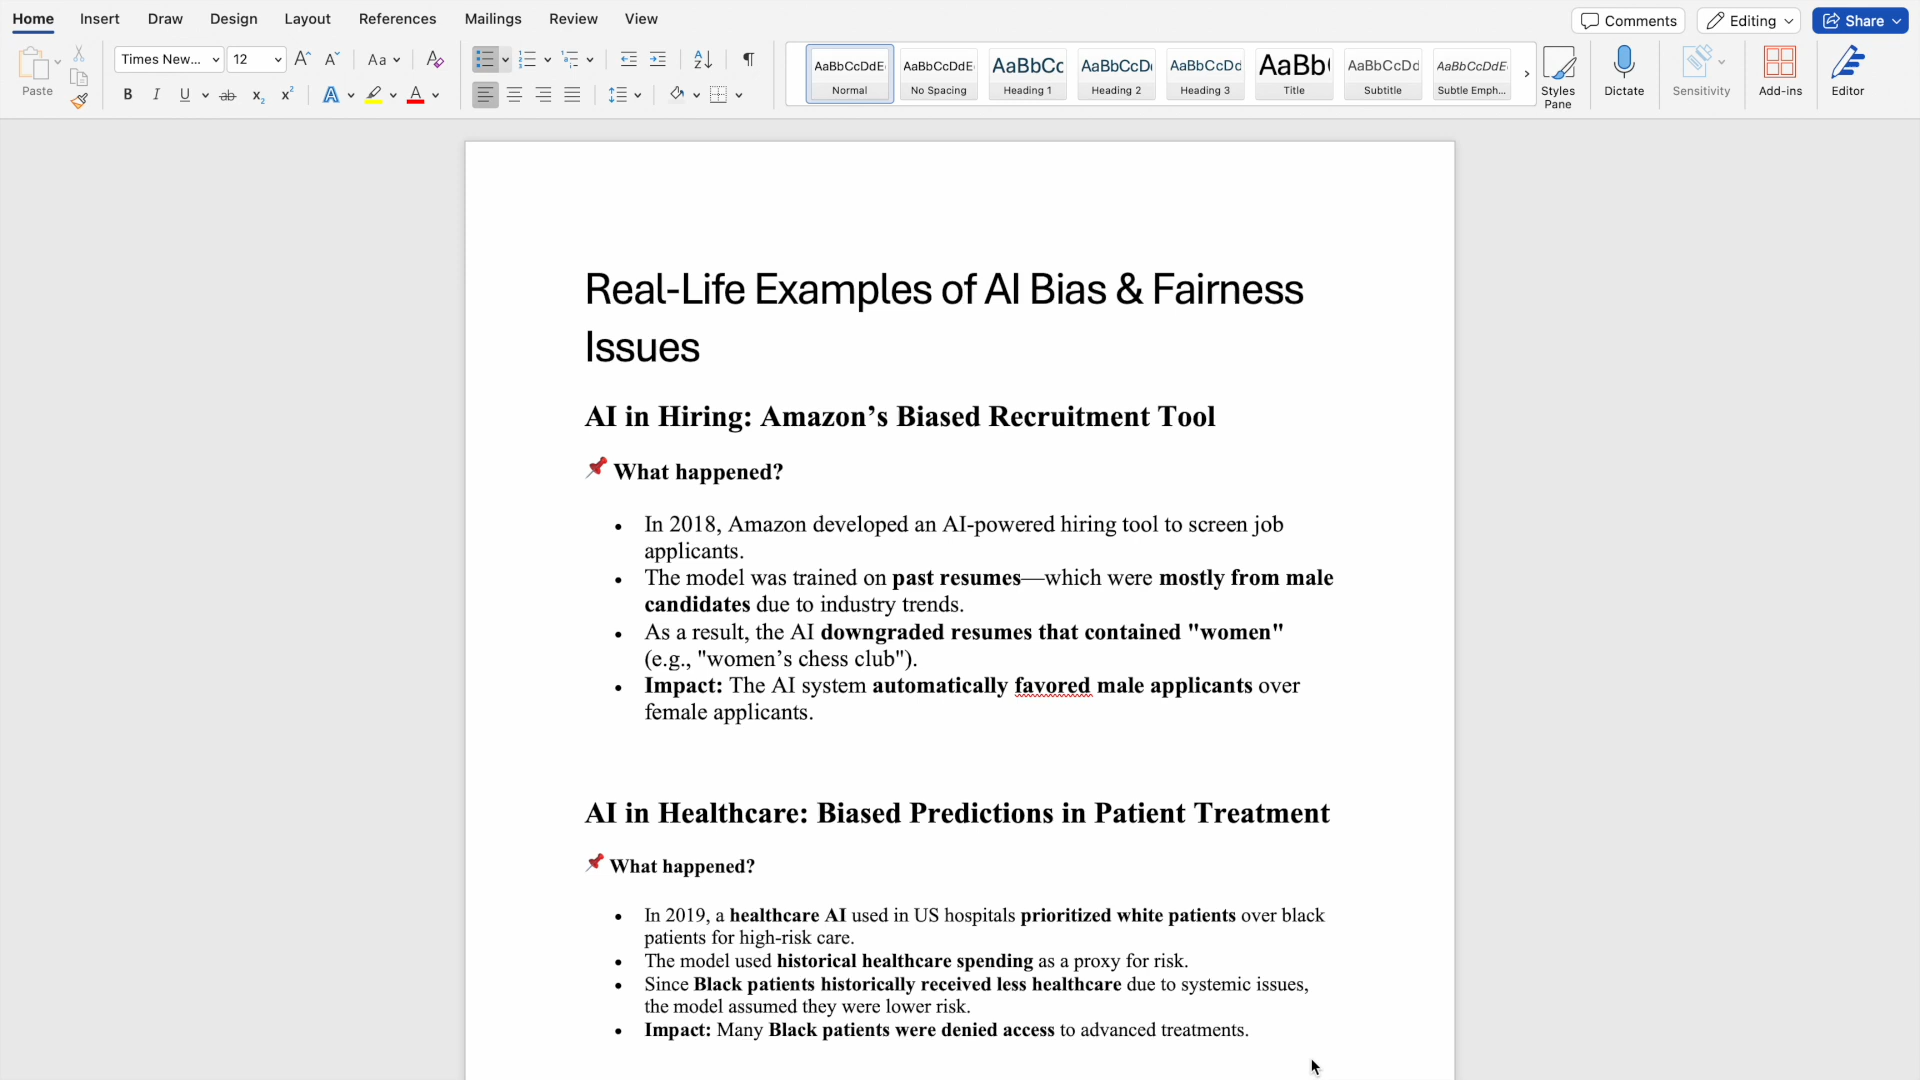 Home Insert Draw Design Layout References Mailings Review View Comments Editing Share
Times New... 12 Aa
Paste
B I U ab x₂ x² A A
AaBbCcDdE AaBbCcDdE AaBbCc AaBbCcD AaBbCcDd AaBb AaBbCcDd AaBbCcDdE
Normal No Spacing Heading 1 Heading 2 Heading 3 Title Subtitle Subtle Emph...
Styles Pane Dictate Sensitivity Add-ins Editor
Real-Life Examples of AI Bias & Fairness
Issues
AI in Hiring: Amazon’s Biased Recruitment Tool
What happened?
• In 2018, Amazon developed an AI-powered hiring tool to screen job
applicants.
• The model was trained on past resumes—which were mostly from male
candidates due to industry trends.
• As a result, the AI downgraded resumes that contained "women"
(e.g., "women’s chess club").
• Impact: The AI system automatically favored male applicants over
female applicants.
AI in Healthcare: Biased Predictions in Patient Treatment
What happened?
• In 2019, a healthcare AI used in US hospitals prioritized white patients over black
patients for high-risk care.
• The model used historical healthcare spending as a proxy for risk.
• Since Black patients historically received less healthcare due to systemic issues,
the model assumed they were lower risk.
• Impact: Many Black patients were denied access to advanced treatments.